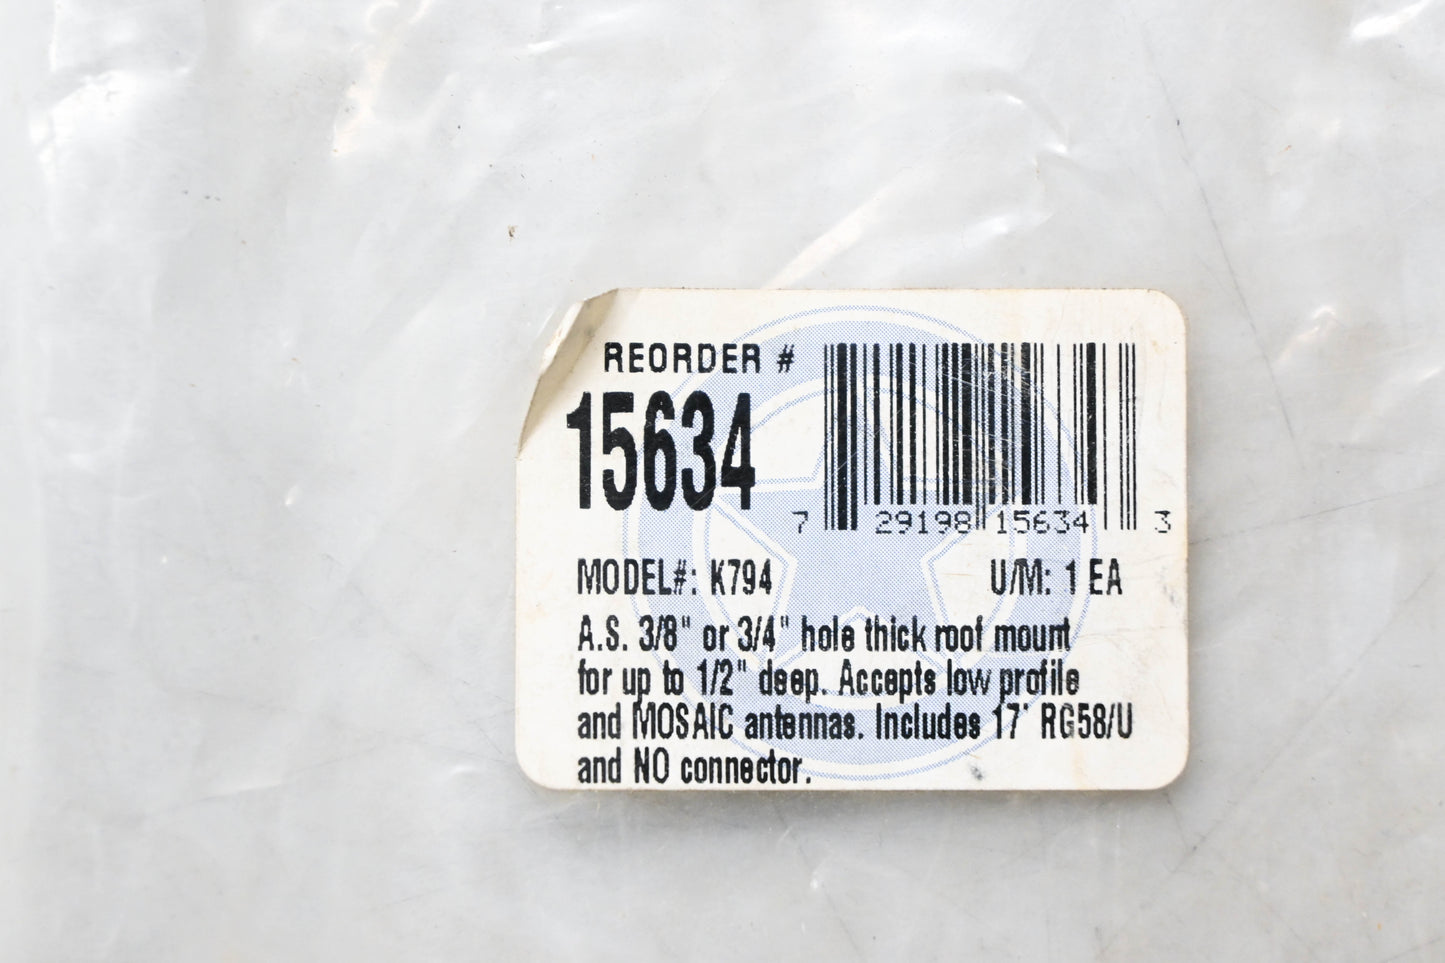 REORDER #
15634
7 29198 15634 3
MODEL#: K794 U/M: 1 EA
A.S. 3/8" or 3/4" hole thick roof mount
for up to 1/2" deep. Accepts low profile
and MOSAIC antennas. Includes 17' RG58/U
and NO connector.